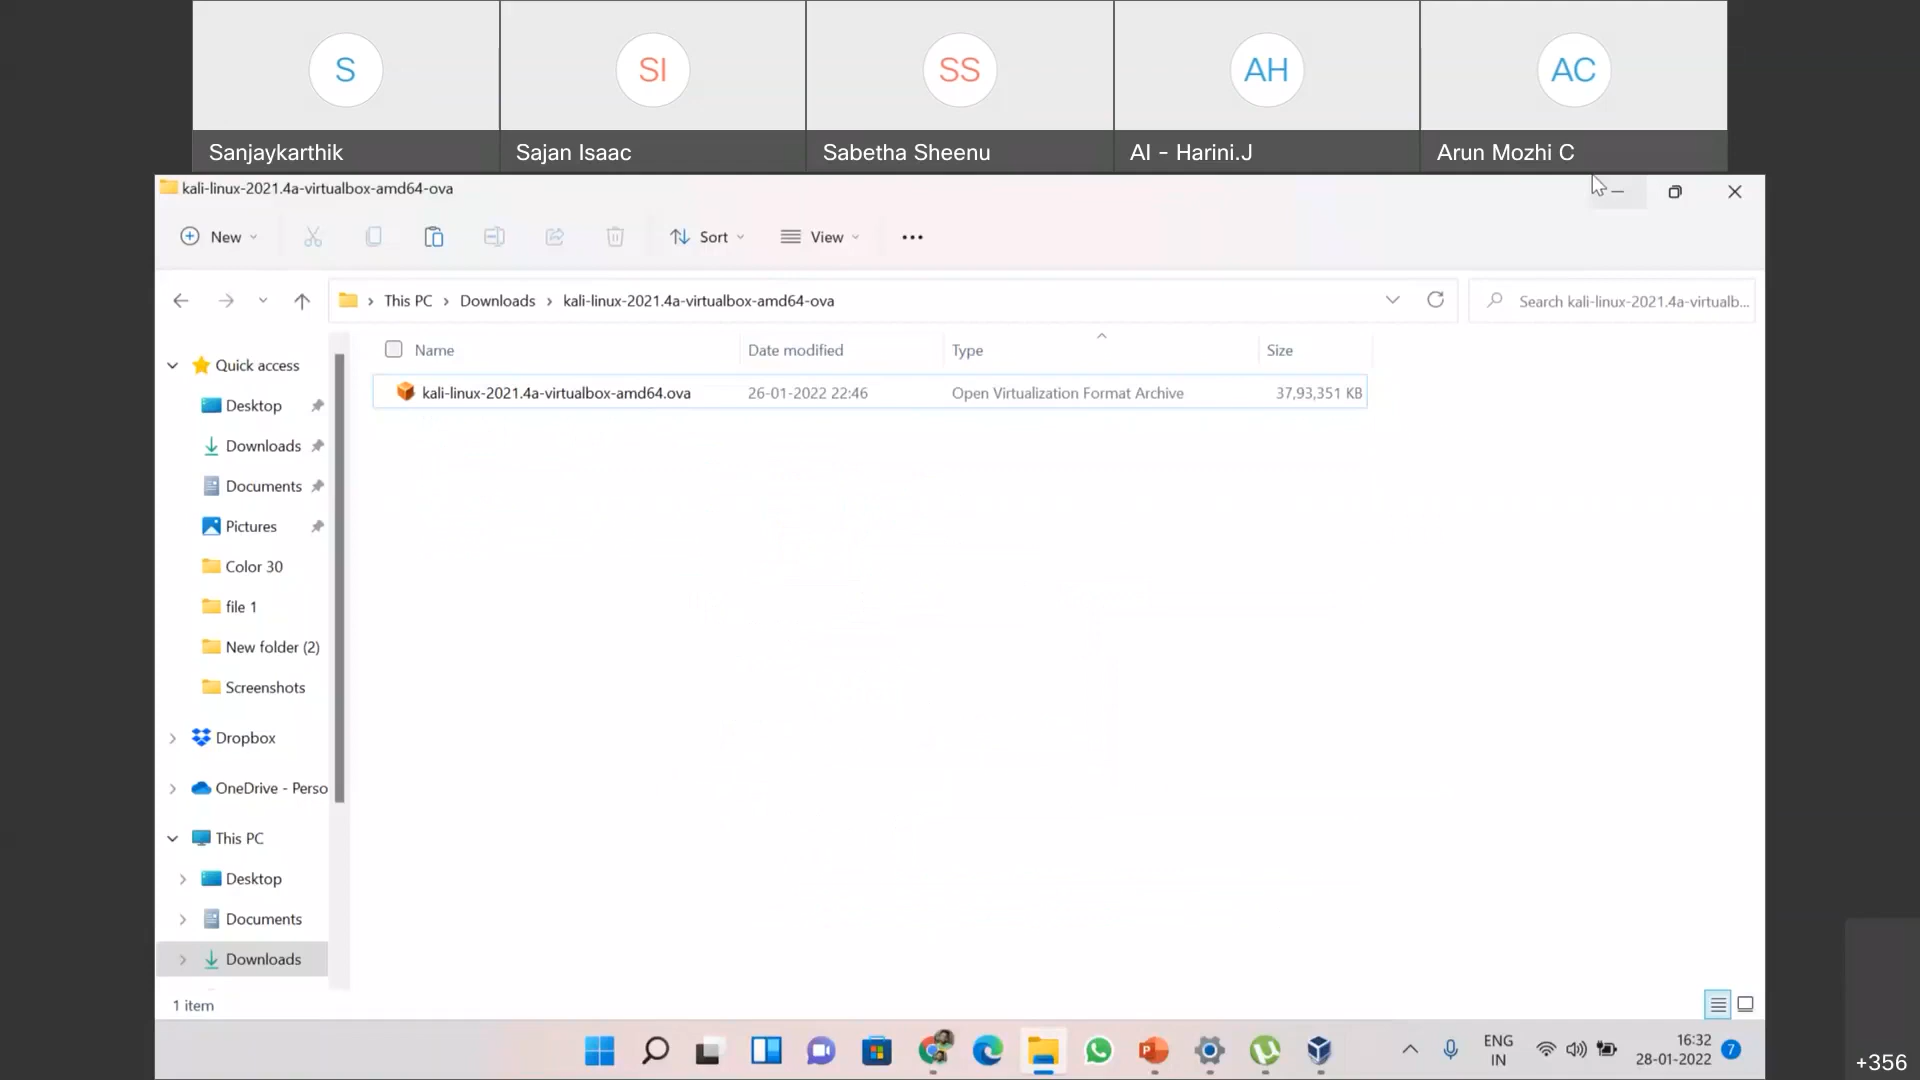 S
SI
SS
AH
AC
Sanjaykarthik
Sajan Isaac
Sabetha Sheenu
AI - Harini.J
Arun Mozhi C
kali-linux-2021.4a-virtualbox-amd64-ova
New
Sort
View
This PC
Downloads
kali-linux-2021.4a-virtualbox-amd64-ova
Search kali-linux-2021.4a-virtualb...
Name
Date modified
Type
Size
kali-linux-2021.4a-virtualbox-amd64.ova
26-01-2022 22:46
Open Virtualization Format Archive
37,93,351 KB
Quick access
Desktop
Downloads
Documents
Pictures
Color 30
file 1
New folder (2)
Screenshots
Dropbox
OneDrive - Perso
This PC
Desktop
Documents
Downloads
1 item
ENG
IN
16:32
28-01-2022
7
+356